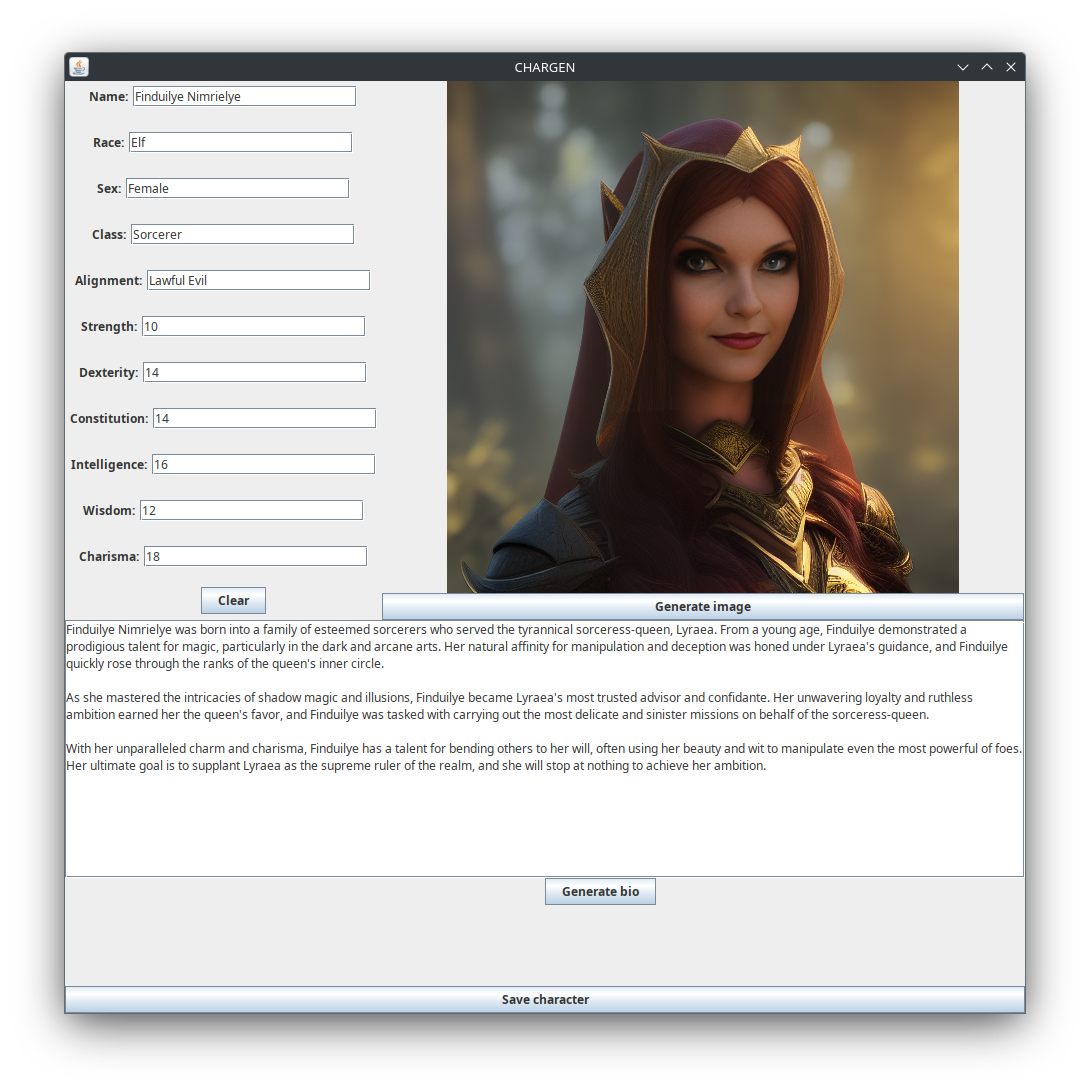 CHARGEN
Name: Finduilye Nimrielye
Race: Elf
Sex: Female
Class: Sorcerer
Alignment: Lawful Evil
Strength: 10
Dexterity: 14
Constitution: 14
Intelligence: 16
Wisdom: 12
Charisma: 18
Clear
Generate image
Finduilye Nimrielye was born into a family of esteemed sorcerers who served the tyrannical sorceress-queen, Lyraea. From a young age, Finduilye demonstrated a
prodigious talent for magic, particularly in the dark and arcane arts. Her natural affinity for manipulation and deception was honed under Lyraea's guidance, and Finduilye
quickly rose through the ranks of the queen's inner circle.
As she mastered the intricacies of shadow magic and illusions, Finduilye became Lyraea's most trusted advisor and confidante. Her unwavering loyalty and ruthless
ambition earned her the queen's favor, and Finduilye was tasked with carrying out the most delicate and sinister missions on behalf of the sorceress-queen.
With her unparalleled charm and charisma, Finduilye has a talent for bending others to her will, often using her beauty and wit to manipulate even the most powerful of foes.
Her ultimate goal is to supplant Lyraea as the supreme ruler of the realm, and she will stop at nothing to achieve her ambition.
Generate bio
Save character